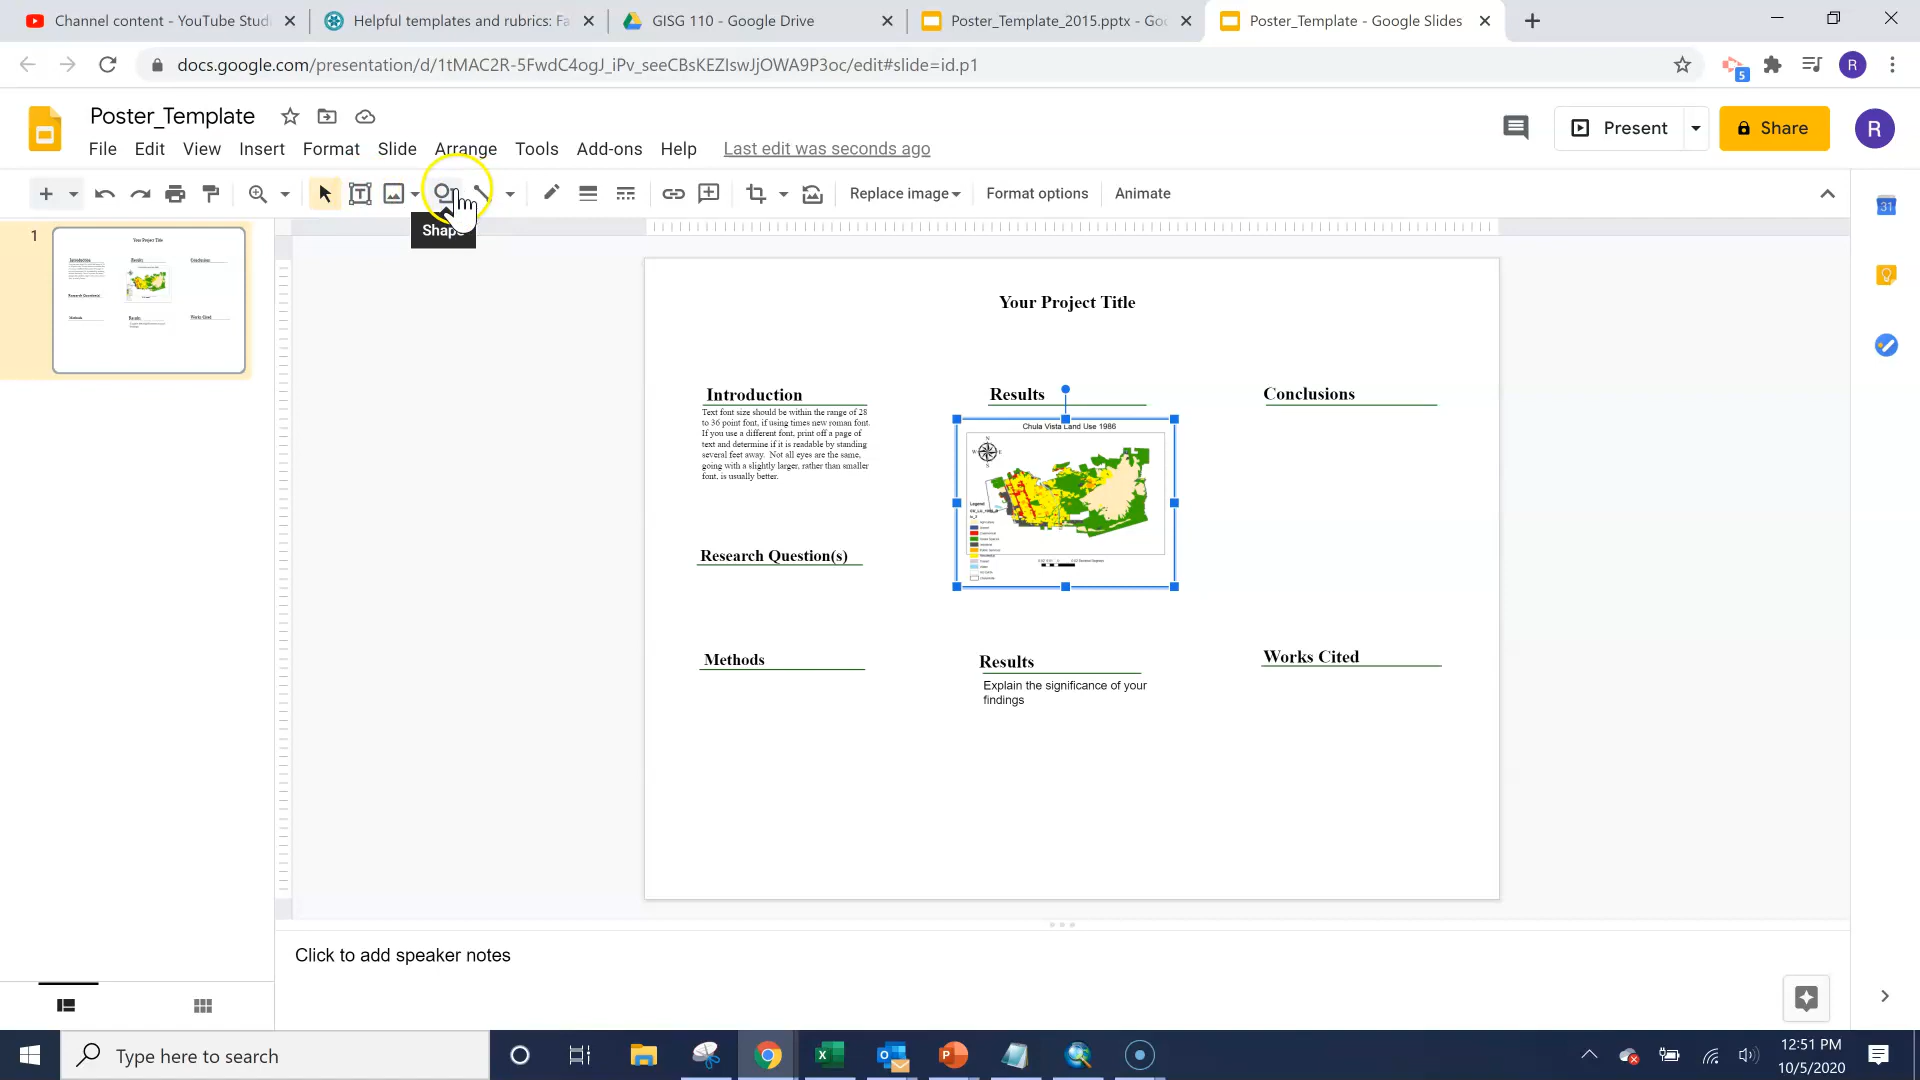 Channel content - YouTube Studi
Helpful templates and rubrics: Fa
GISG 110 - Google Drive
Poster_Template_2015.pptx - Goo
Poster_Template - Google Slides
docs.google.com/presentation/d/1tMAC2R-5FwdC4ogJ_iPv_seeCBsKEZIswJjOWA9P3oc/edit#slide=id.p1
5
R
Poster_Template
File Edit View Insert Format Slide Arrange Tools Add-ons Help Last edit was seconds ago
Present
Share
R
Replace image
Format options
Animate
Shape
31
1
Your Project Title
Introduction
Text font size should be within the range of 28
to 36 point font, if using times new roman font.
If you use a different font, print off a page of
text and determine if it is readable by standing
several feet away. Not all eyes are the same,
going with a slightly larger, rather than smaller
font, is usually better.
Research Question(s)
Methods
Results
Chula Vista Land Use 1986
N
W E
S
Legend
Results
Explain the significance of your
findings
Conclusions
Works Cited
Click to add speaker notes
Type here to search
12:51 PM
10/5/2020